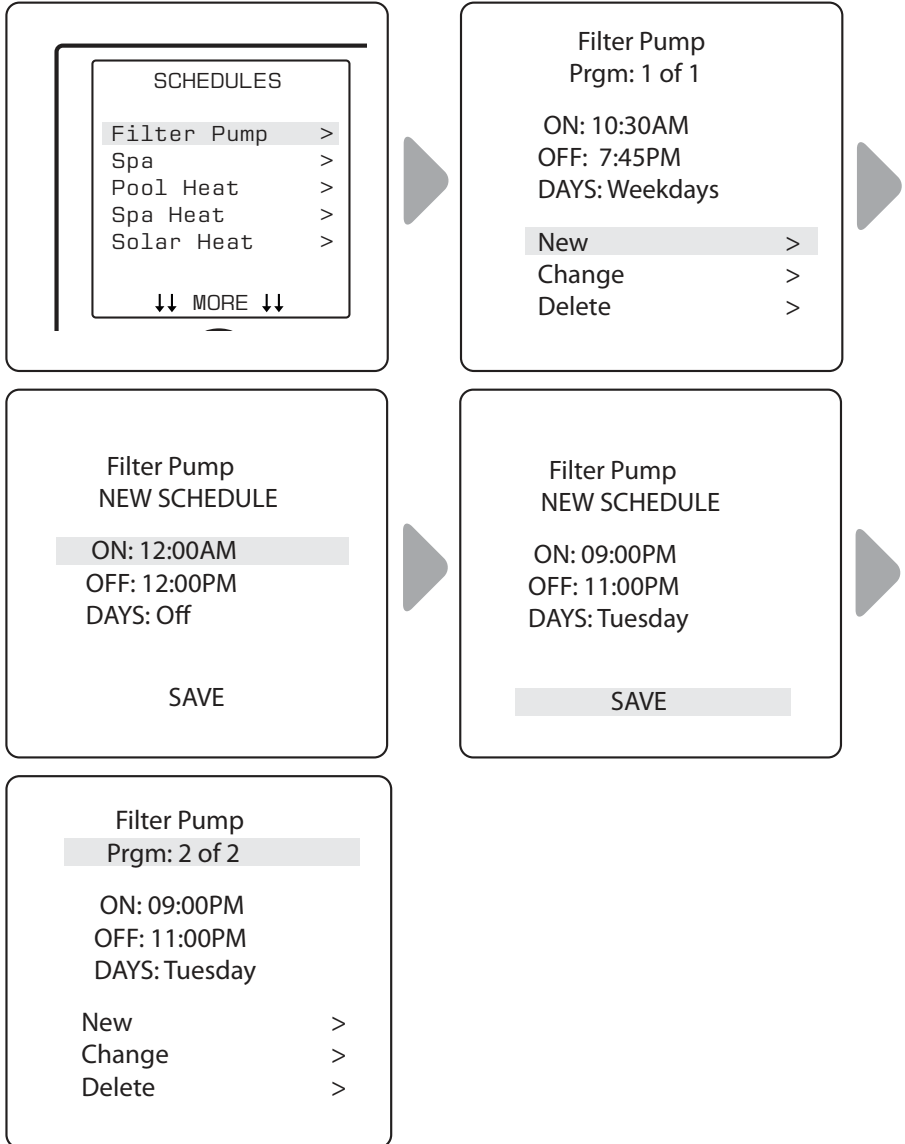 SCHEDULES
Filter Pump >
Spa >
Pool Heat >
Spa Heat >
Solar Heat >
↓↓ MORE ↓↓
Filter Pump
Prgm: 1 of 1
ON: 10:30AM
OFF: 7:45PM
DAYS: Weekdays
New >
Change >
Delete >
Filter Pump
NEW SCHEDULE
ON: 12:00AM
OFF: 12:00PM
DAYS: Off
SAVE
Filter Pump
NEW SCHEDULE
ON: 09:00PM
OFF: 11:00PM
DAYS: Tuesday
SAVE
Filter Pump
Prgm: 2 of 2
ON: 09:00PM
OFF: 11:00PM
DAYS: Tuesday
New >
Change >
Delete >